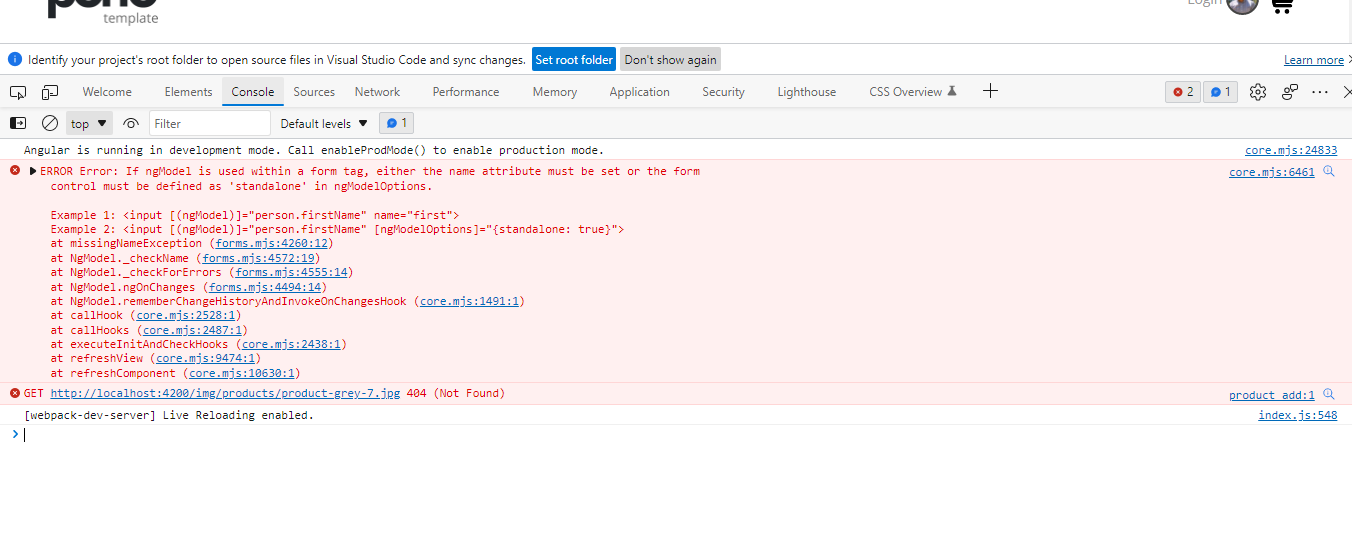 template
Login
Identify your project's root folder to open source files in Visual Studio Code and sync changes. Set root folder Don't show again Learn more
Welcome Elements Console Sources Network Performance Memory Application Security Lighthouse CSS Overview 2 1
top Filter Default levels 1
Angular is running in development mode. Call enableProdMode() to enable production mode. core.mjs:24833
ERROR Error: If ngModel is used within a form tag, either the name attribute must be set or the form core.mjs:6461
control must be defined as 'standalone' in ngModelOptions.
Example 1: <input [(ngModel)]="person.firstName" name="first">
Example 2: <input [(ngModel)]="person.firstName" [ngModelOptions]="{standalone: true}">
at missingNameException (forms.mjs:4260:12)
at NgModel._checkName (forms.mjs:4572:19)
at NgModel._checkForErrors (forms.mjs:4555:14)
at NgModel.ngOnChanges (forms.mjs:4494:14)
at NgModel.rememberChangeHistoryAndInvokeOnChangesHook (core.mjs:1491:1)
at callHook (core.mjs:2528:1)
at callHooks (core.mjs:2487:1)
at executeInitAndCheckHooks (core.mjs:2438:1)
at refreshView (core.mjs:9474:1)
at refreshComponent (core.mjs:10630:1)
GET http://localhost:4200/img/products/product-grey-7.jpg 404 (Not Found) product_add:1
[webpack-dev-server] Live Reloading enabled. index.js:548